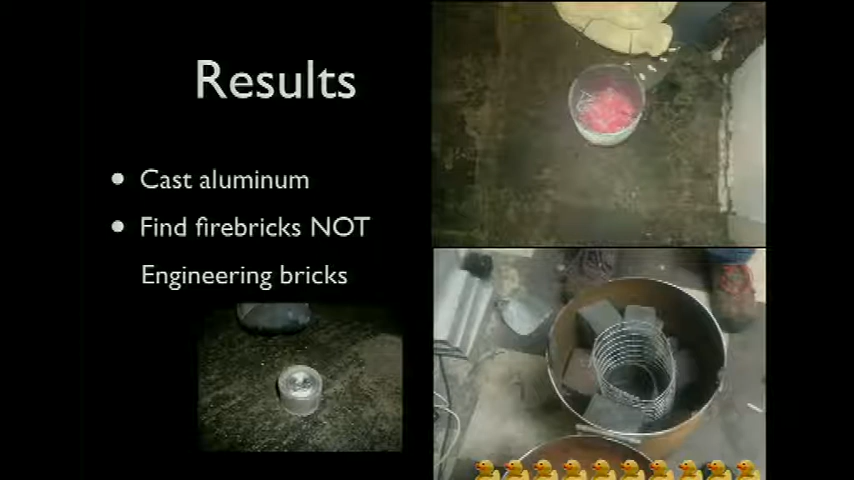 Results
Cast aluminum
Find firebricks NOT
Engineering bricks